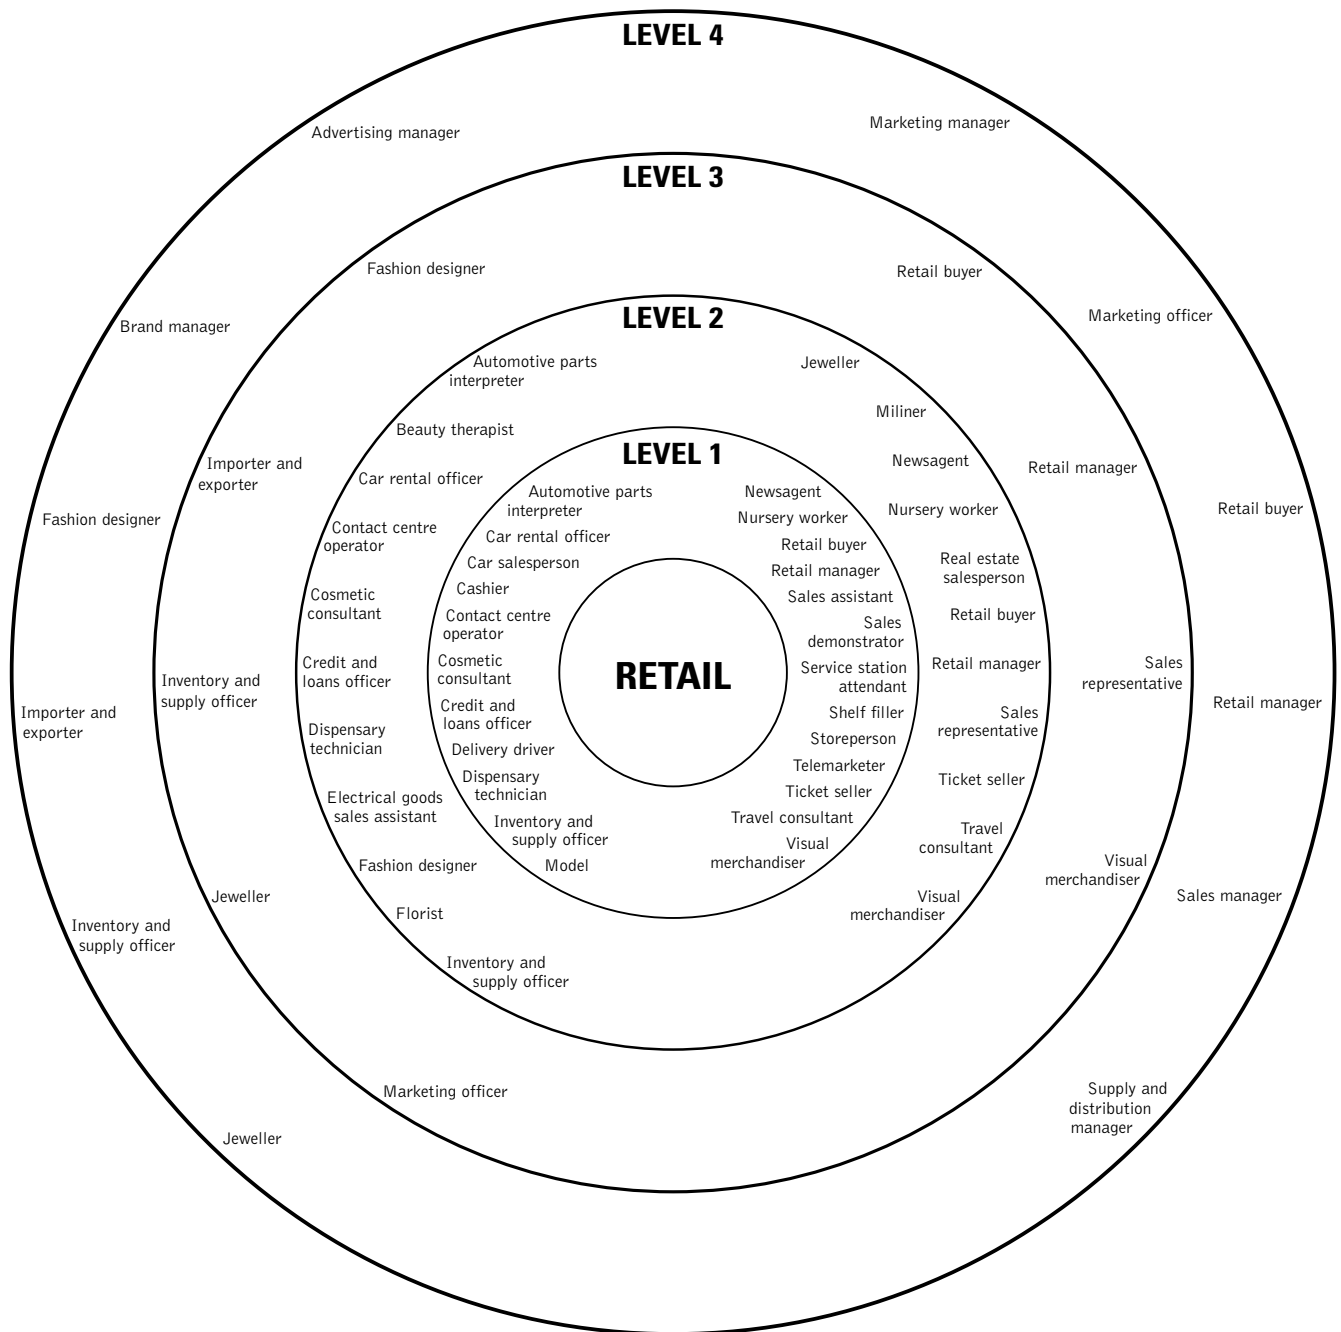 LEVEL 4
Advertising manager
Brand manager
Fashion designer
Importer and
exporter
Inventory and
supply officer
Jeweller
Marketing manager
Marketing officer
Retail buyer
Retail manager
Sales manager
Supply and
distribution
manager
LEVEL 3
Fashion designer
Importer and
exporter
Inventory and
supply officer
Jeweller
Marketing officer
Retail buyer
Retail manager
Sales
representative
Visual
merchandiser
LEVEL 2
Automotive parts
interpreter
Beauty therapist
Car rental officer
Contact centre
operator
Cosmetic
consultant
Credit and
loans officer
Dispensary
technician
Electrical goods
sales assistant
Fashion designer
Florist
Inventory and
supply officer
Jeweller
Miliner
Newsagent
Nursery worker
Real estate
salesperson
Retail buyer
Retail manager
Sales
representative
Ticket seller
Travel
consultant
Visual
merchandiser
LEVEL 1
Automotive parts
interpreter
Car rental officer
Car salesperson
Cashier
Contact centre
operator
Cosmetic
consultant
Credit and
loans officer
Delivery driver
Dispensary
technician
Inventory and
supply officer
Model
Newsagent
Nursery worker
Retail buyer
Retail manager
Sales assistant
Sales
demonstrator
Service station
attendant
Shelf filler
Storeperson
Telemarketer
Ticket seller
Travel consultant
Visual
merchandiser
RETAIL